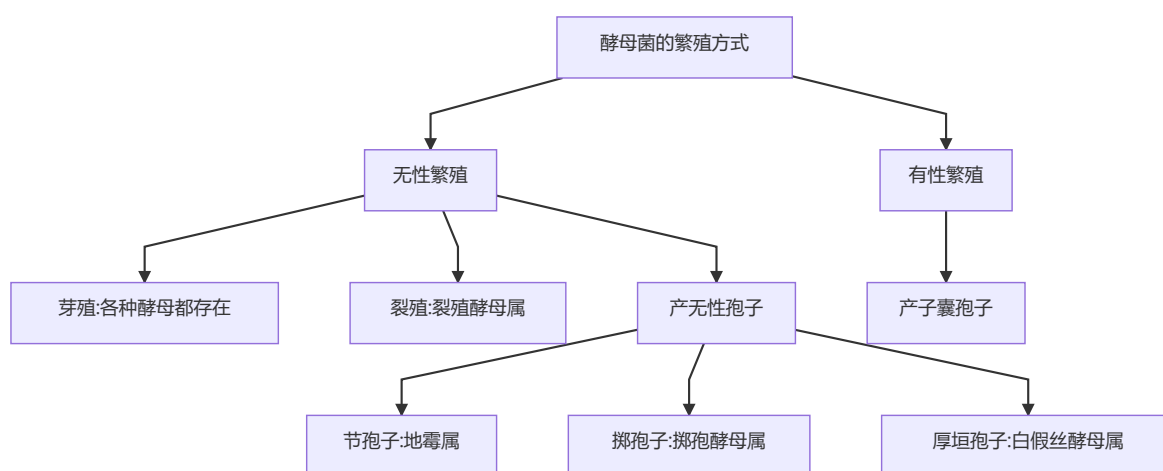 酵母菌的繁殖方式
无性繁殖
有性繁殖
芽殖:各种酵母都存在
裂殖:裂殖酵母属
产无性孢子
产子囊孢子
节孢子:地霉属
掷孢子:掷孢酵母属
厚垣孢子:白假丝酵母属